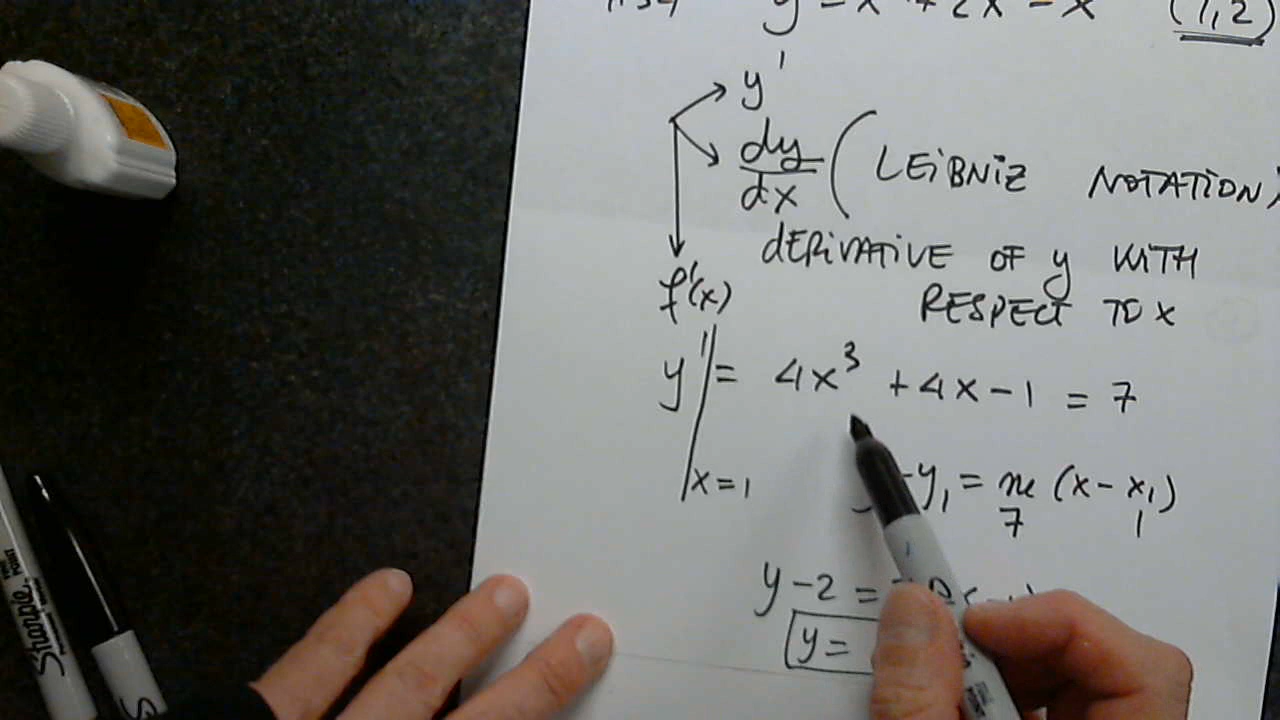 y = x + 2x - x (1,2)
y'
dy/dx (LEiBNiZ NOTATION)
dERiVATIVE OF y WITH
RESPECT TO x
f'(x)
y'| = 4x³ + 4x - 1 = 7
x = 1
-y₁ = m (x - x₁)
7 1
y - 2 =
y =
Sharpie